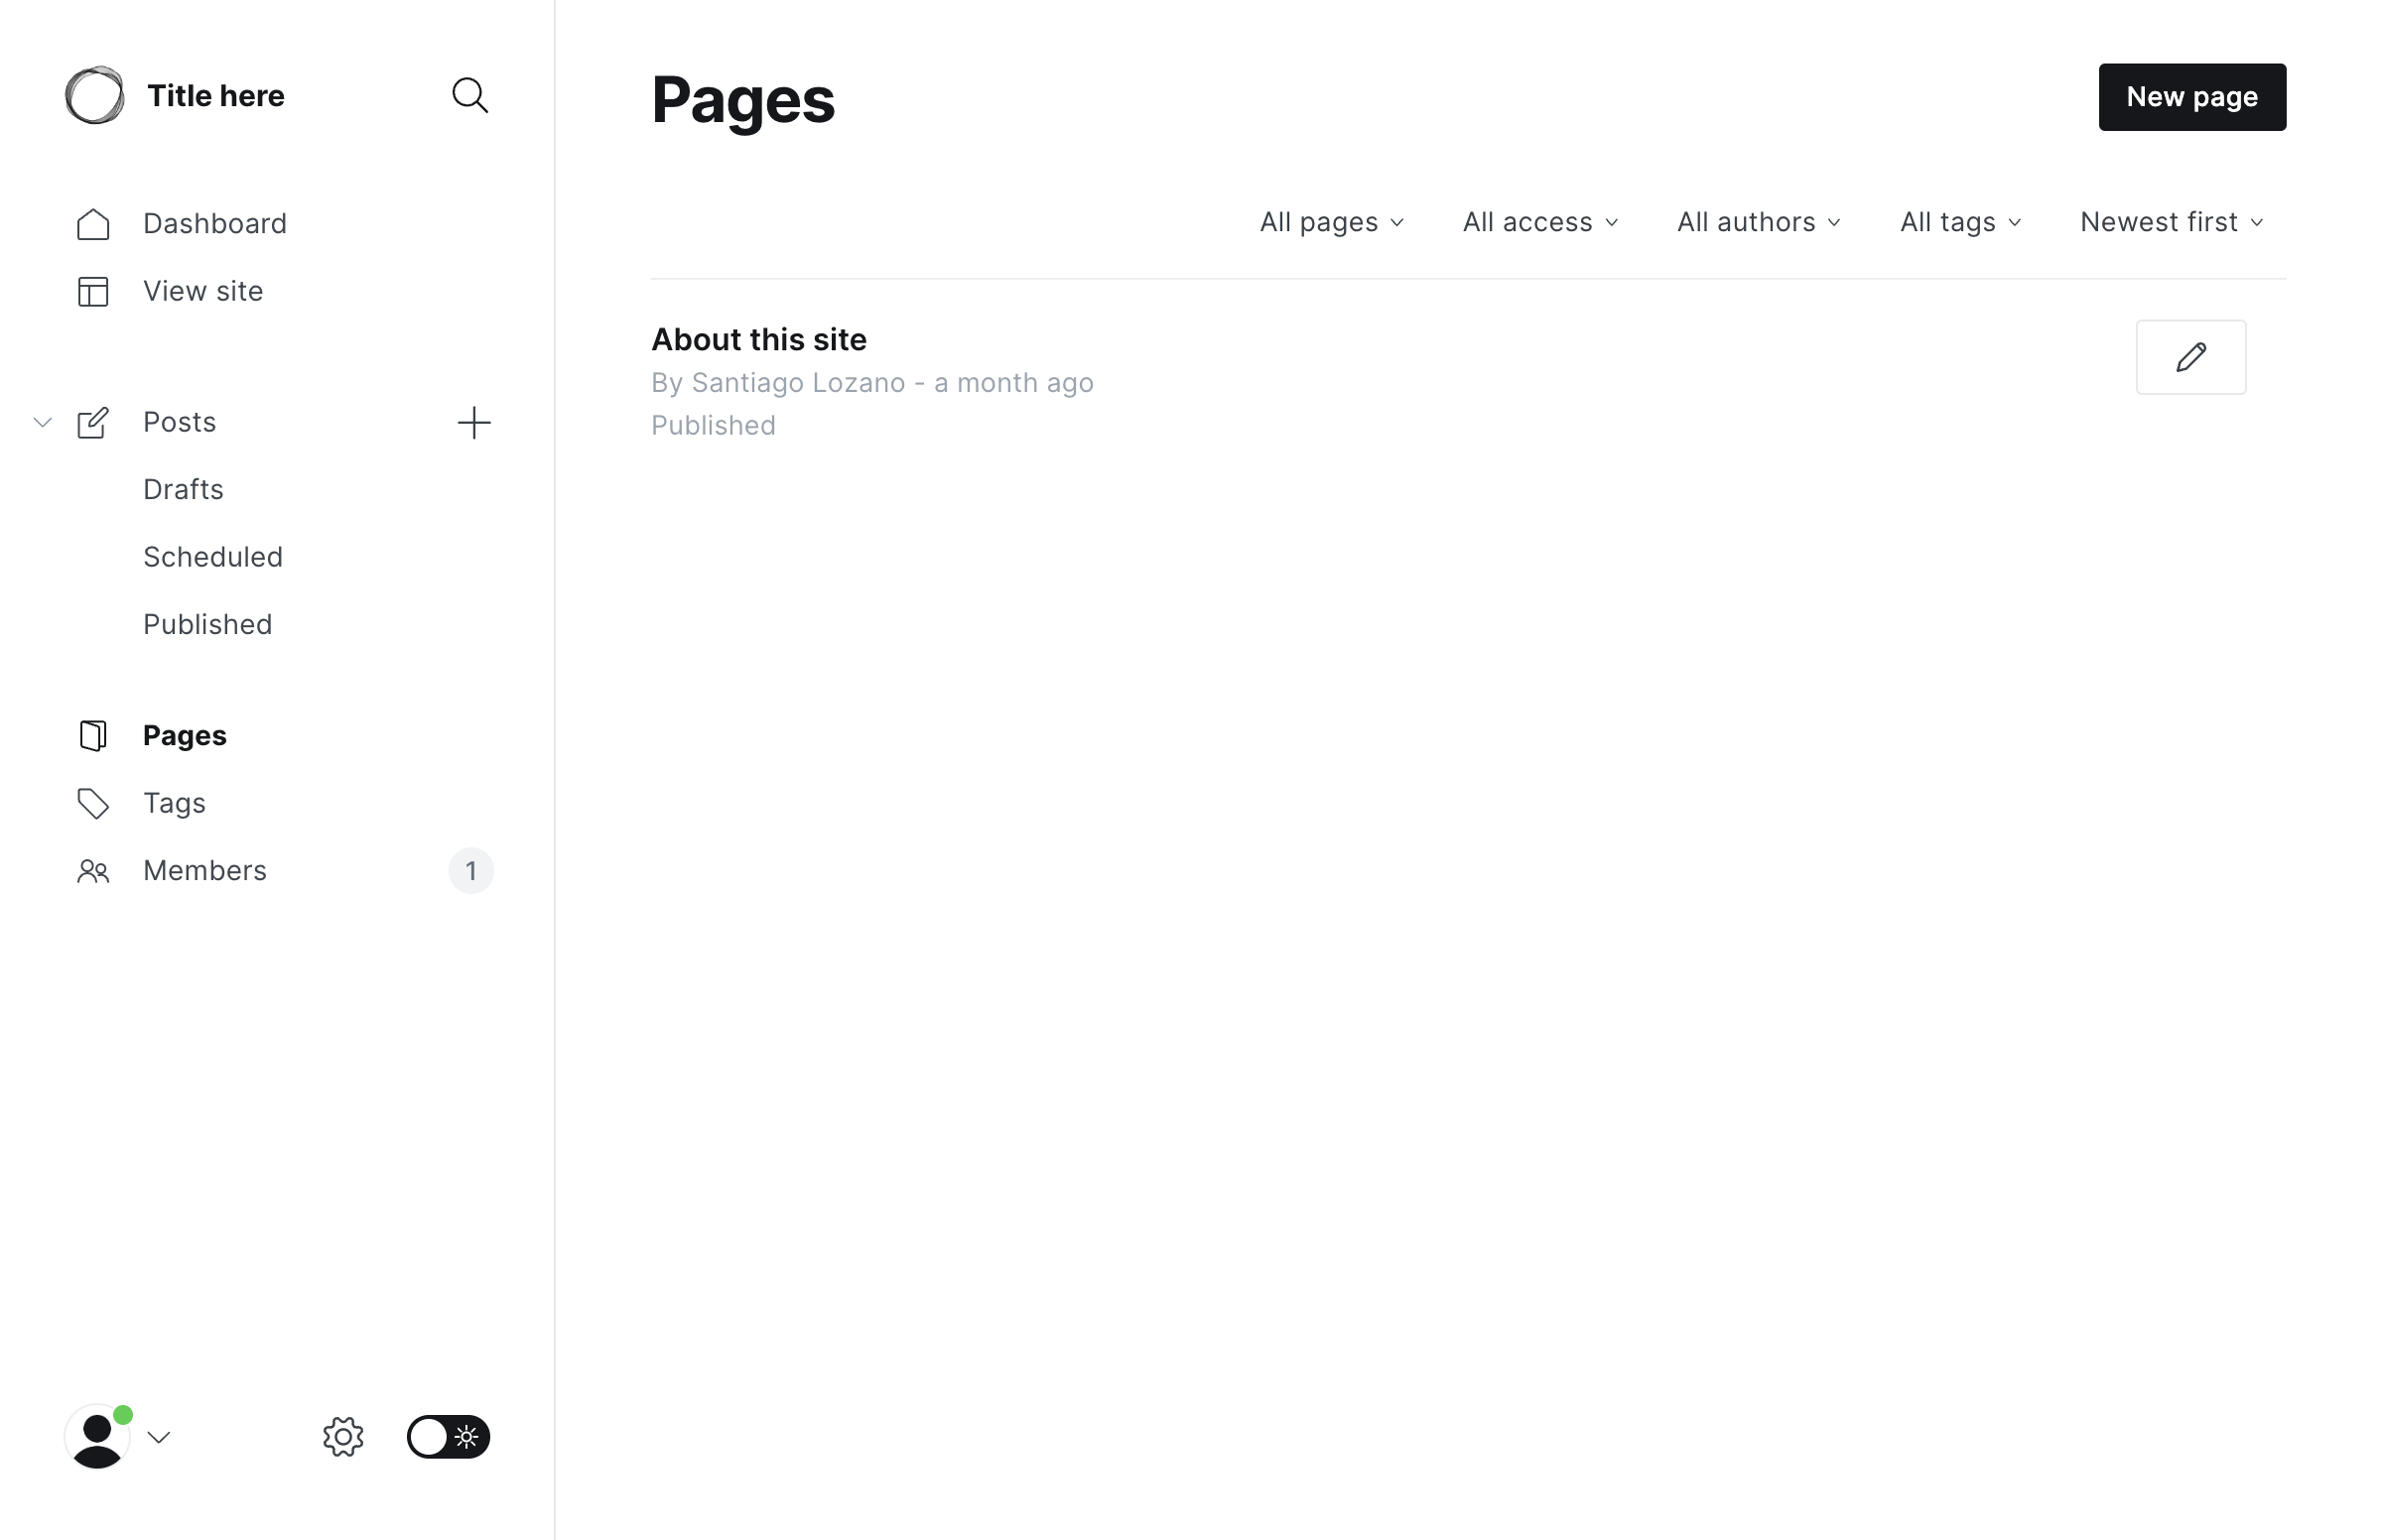 Title here
Dashboard
View site
Posts
Drafts
Scheduled
Published
Pages
Tags
Members 1
Pages
New page
All pages All access All authors All tags Newest first
About this site
By Santiago Lozano - a month ago
Published